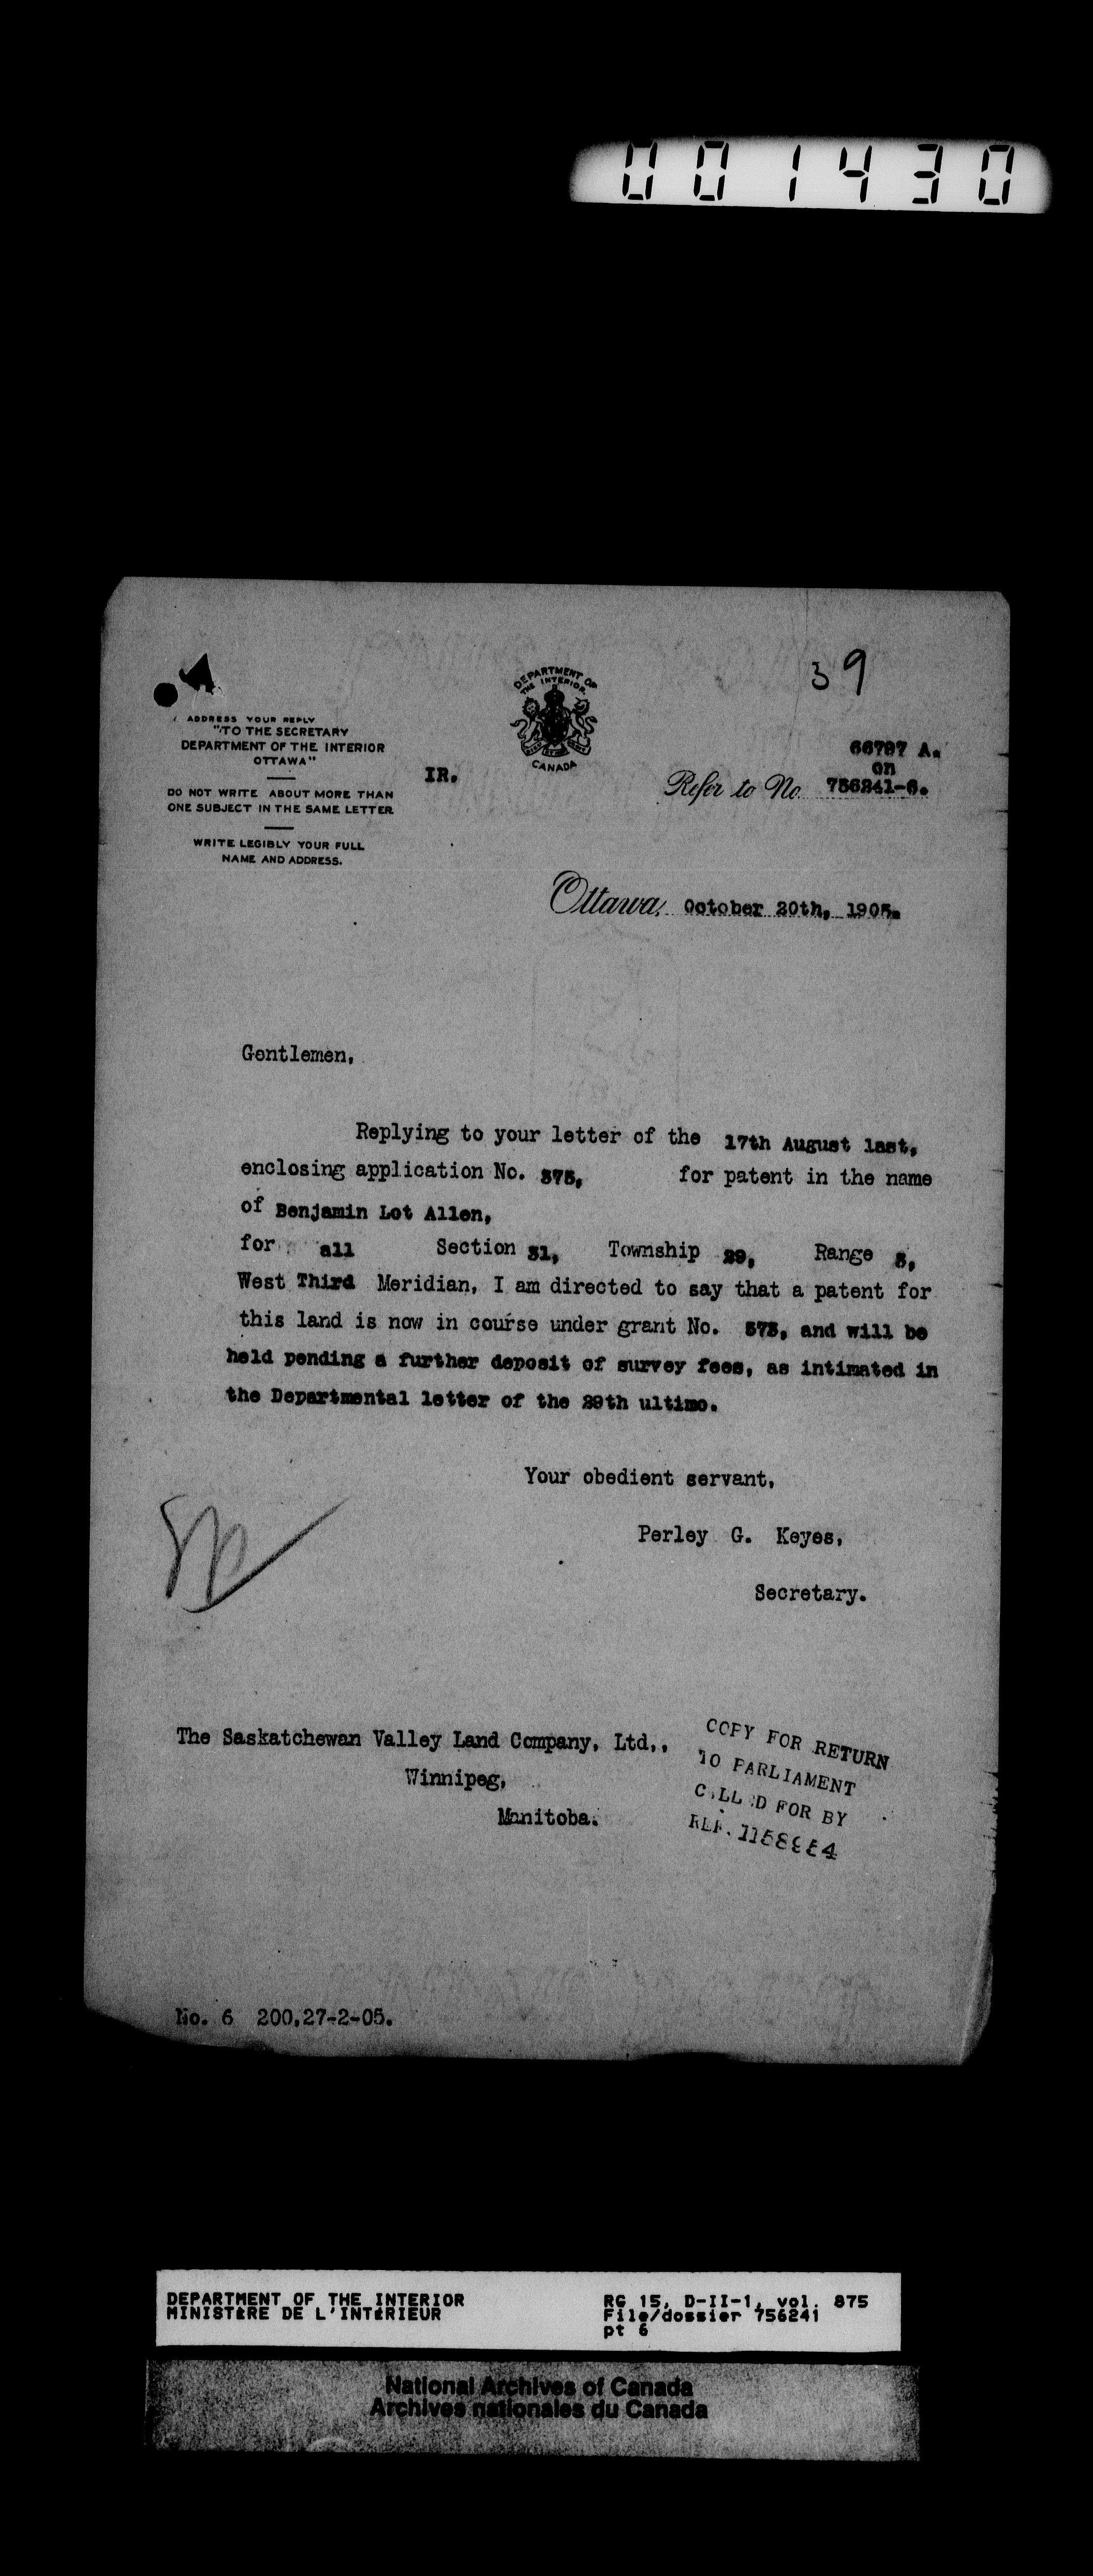 001430
39
ADDRESS YOUR REPLY
"TO THE SECRETARY
DEPARTMENT OF THE INTERIOR
OTTAWA"
DO NOT WRITE ABOUT MORE THAN
ONE SUBJECT IN THE SAME LETTER
WRITE LEGIBLY YOUR FULL
NAME AND ADDRESS.
IR.
DEPARTMENT OF
THE INTERIOR.
CANADA
66797 A.
on
Refer to No. 756241-6.
Ottawa, October 20th, 1905.
Gentlemen,
Replying to your letter of the 17th August last,
enclosing application No. 375, for patent in the name
of Benjamin Lot Allen,
for all Section 31, Township 29, Range 3,
West Third Meridian, I am directed to say that a patent for
this land is now in course under grant No. and will be
held pending a further deposit of survey fees, as intimated in
the Departmental letter of the ultimo.
Your obedient servant,
Perley G. Keyes,
Secretary.
The Saskatchewan Valley Land Company, Ltd.,
Winnipeg,
Manitoba.
COPY FOR RETURN
TO PARLIAMENT
CALLED FOR BY
REF.
No. 6 200,27-2-05.
DEPARTMENT OF THE INTERIOR
MINISTÈRE DE L'INTÉRIEUR
RG 15, D-II-1, vol. 875
File/dossier 756241
pt 6
National Archives of Canada
Archives nationales du Canada